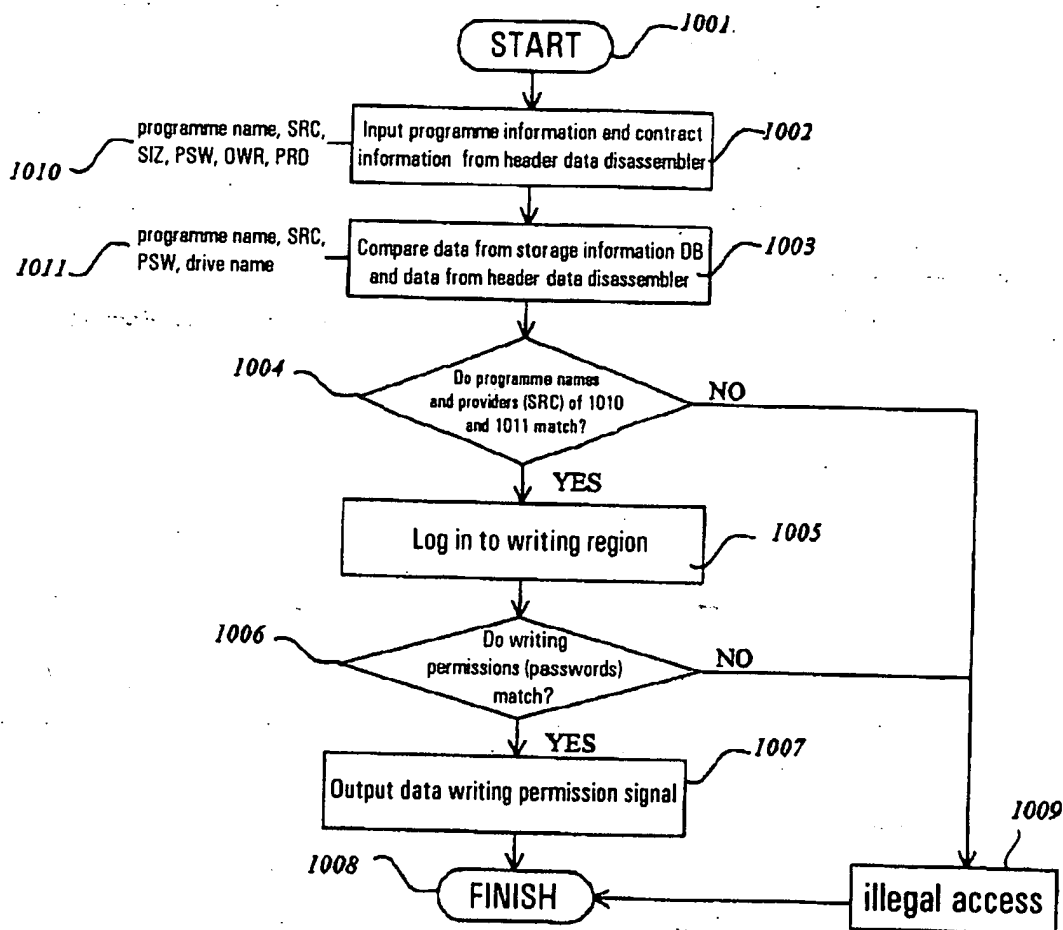 START
1001.
programme name, SRC,
SIZ, PSW, OWR, PRD
1010
Input programme information and contract
information from header data disassembler
1002
programme name, SRC,
PSW, drive name
1011
Compare data from storage information DB
and data from header data disassembler
1003
1004
Do programme names
and providers (SRC) of 1010
and 1011 match?
NO
YES
Log in to writing region
1005
1006
Do writing
permissions (passwords)
match?
NO
YES
Output data writing permission signal
1007
1008
FINISH
1009
illegal access